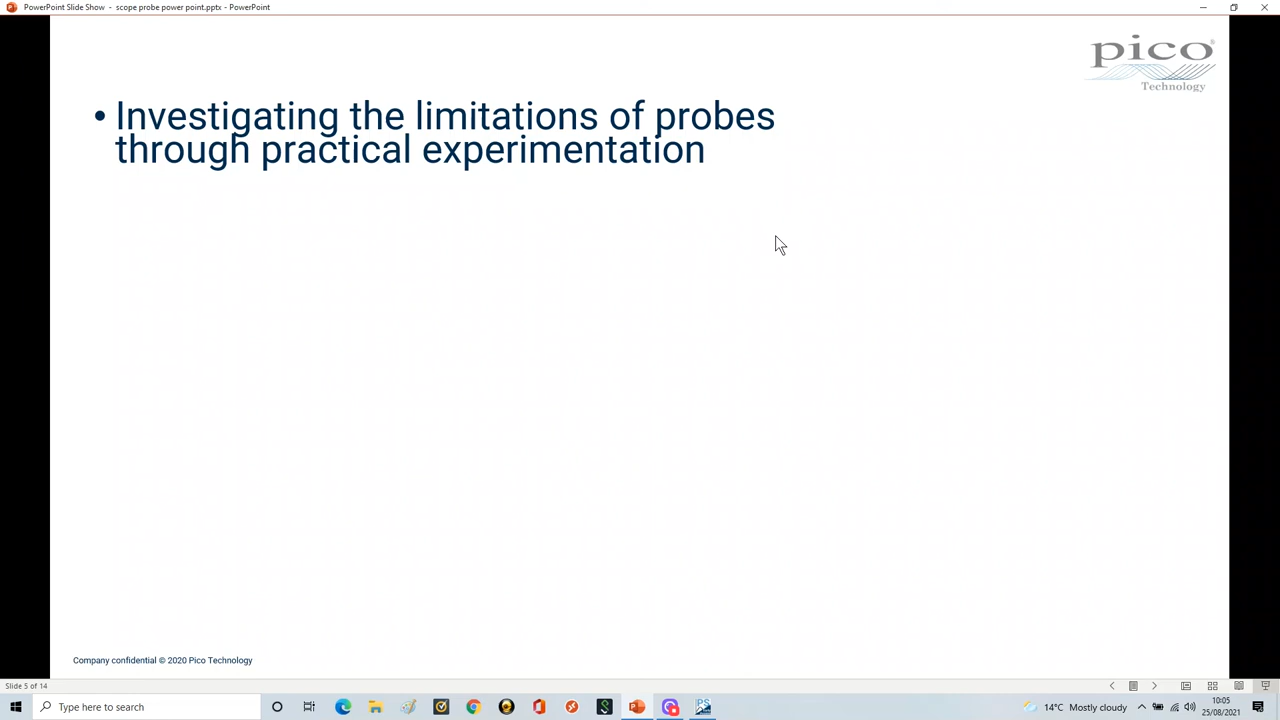 PowerPoint Slide Show - scope probe power point.pptx - PowerPoint
pico
Technology
• Investigating the limitations of probes
through practical experimentation
Company confidential © 2020 Pico Technology
Slide 5 of 14
Type here to search
14°C Mostly cloudy
10:05
25/08/2021